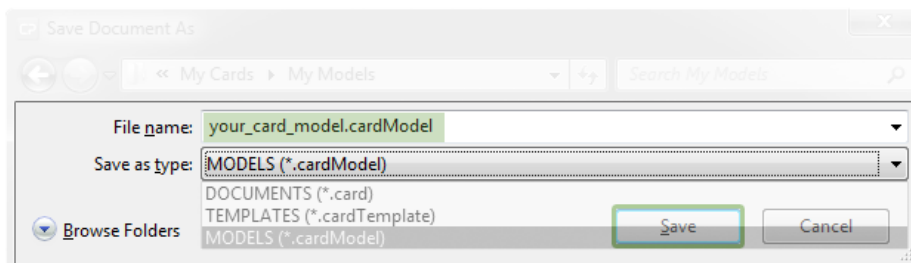 Save Document As
« My Cards ▸ My Models Search My Models
File name: your_card_model.cardModel
Save as type: MODELS (*.cardModel)
DOCUMENTS (*.card)
TEMPLATES (*.cardTemplate)
MODELS (*.cardModel)
Browse Folders Save Cancel